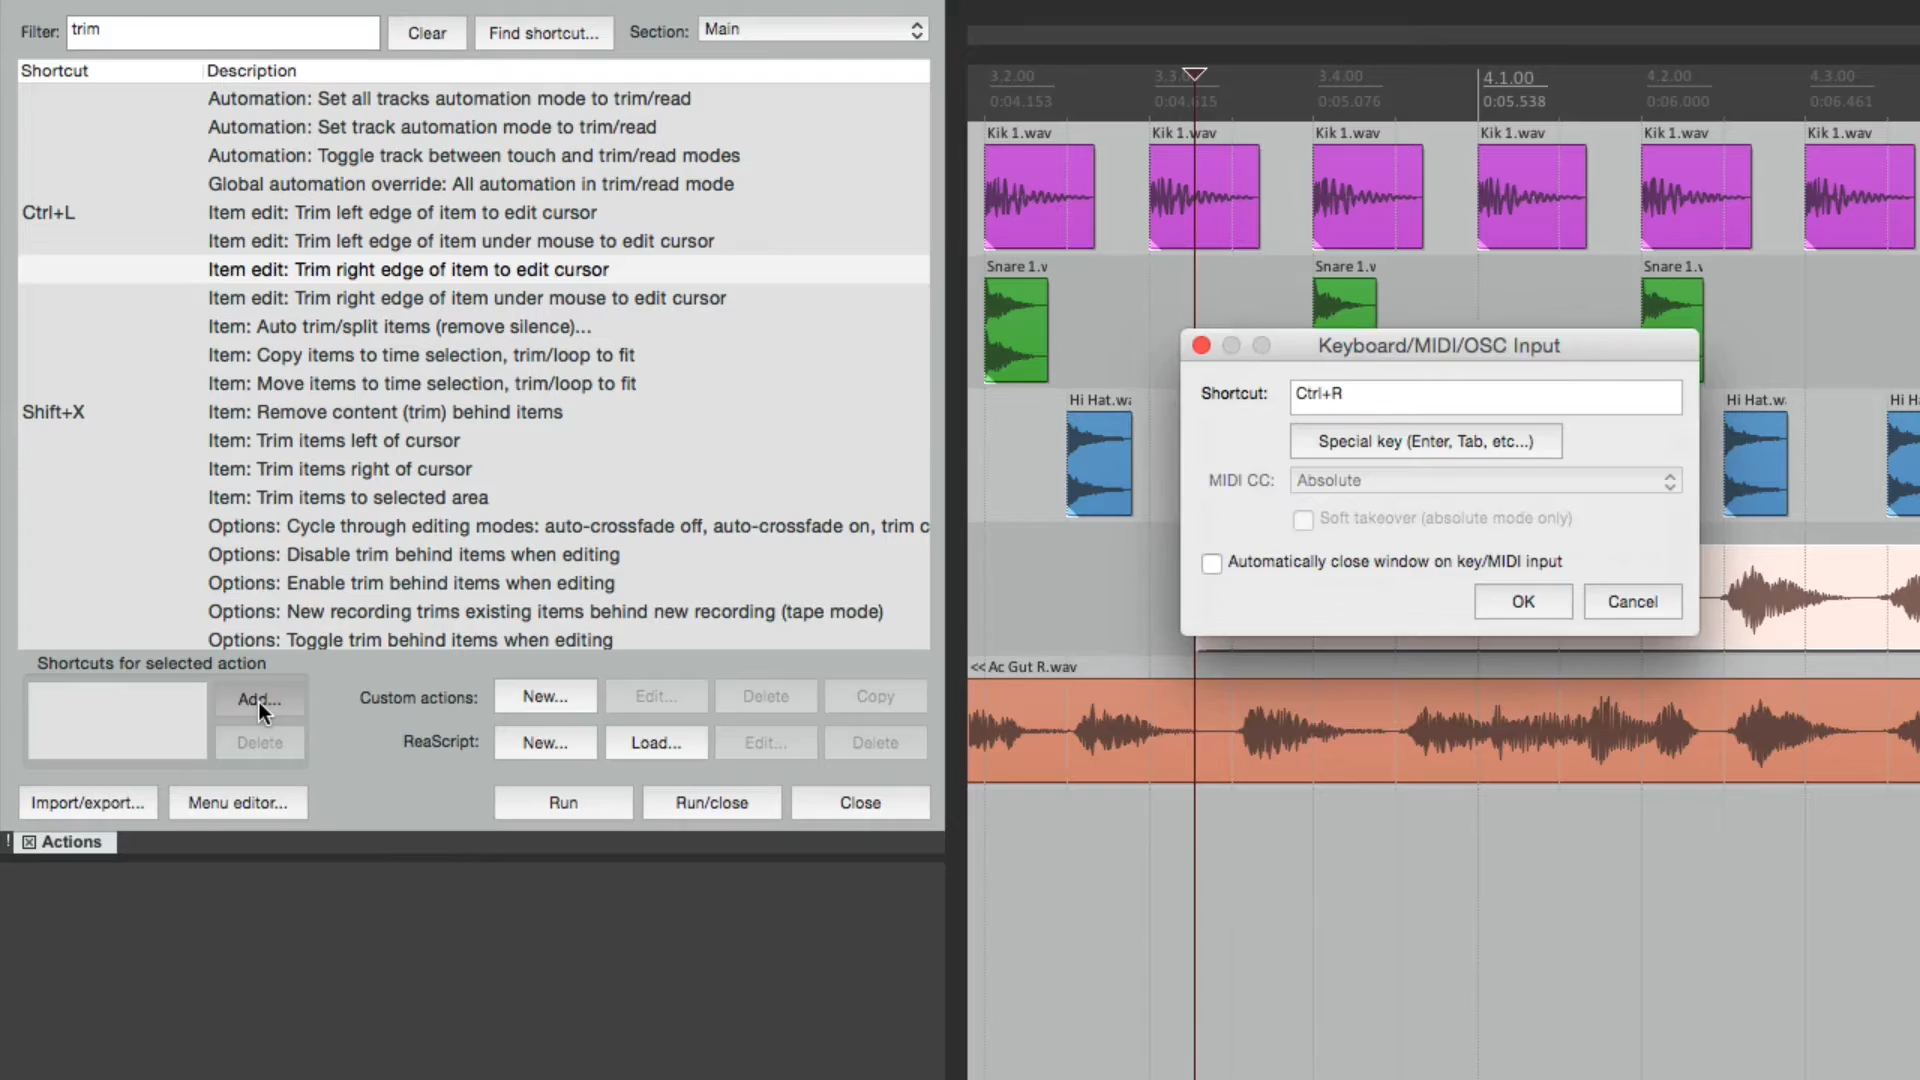 Filter: trim Clear Find shortcut... Section: Main
Shortcut Description
Automation: Set all tracks automation mode to trim/read
Automation: Set track automation mode to trim/read
Automation: Toggle track between touch and trim/read modes
Global automation override: All automation in trim/read mode
Ctrl+L Item edit: Trim left edge of item to edit cursor
Item edit: Trim left edge of item under mouse to edit cursor
Item edit: Trim right edge of item to edit cursor
Item edit: Trim right edge of item under mouse to edit cursor
Item: Auto trim/split items (remove silence)...
Item: Copy items to time selection, trim/loop to fit
Item: Move items to time selection, trim/loop to fit
Shift+X Item: Remove content (trim) behind items
Item: Trim items left of cursor
Item: Trim items right of cursor
Item: Trim items to selected area
Options: Cycle through editing modes: auto-crossfade off, auto-crossfade on, trim c
Options: Disable trim behind items when editing
Options: Enable trim behind items when editing
Options: New recording trims existing items behind new recording (tape mode)
Options: Toggle trim behind items when editing
Shortcuts for selected action
Add... Custom actions: New... Edit... Delete Copy
Delete ReaScript: New... Load... Edit... Delete
Import/export... Menu editor... Run Run/close Close
! Actions
3.2.00 3.3. 3.4.00 4.1.00 4.2.00 4.3.00
0:04.153 0:04.615 0:05.076 0:05.538 0:06.000 0:06.461
Kik 1.wav Kik 1.wav Kik 1.wav Kik 1.wav Kik 1.wav Kik 1.wav
Snare 1.v Snare 1.v Snare 1.v
Hi Hat.w Hi Hat.w Hi H
<< Ac Gut R.wav
Keyboard/MIDI/OSC Input
Shortcut: Ctrl+R
Special key (Enter, Tab, etc...)
MIDI CC: Absolute
Soft takeover (absolute mode only)
Automatically close window on key/MIDI input
OK Cancel